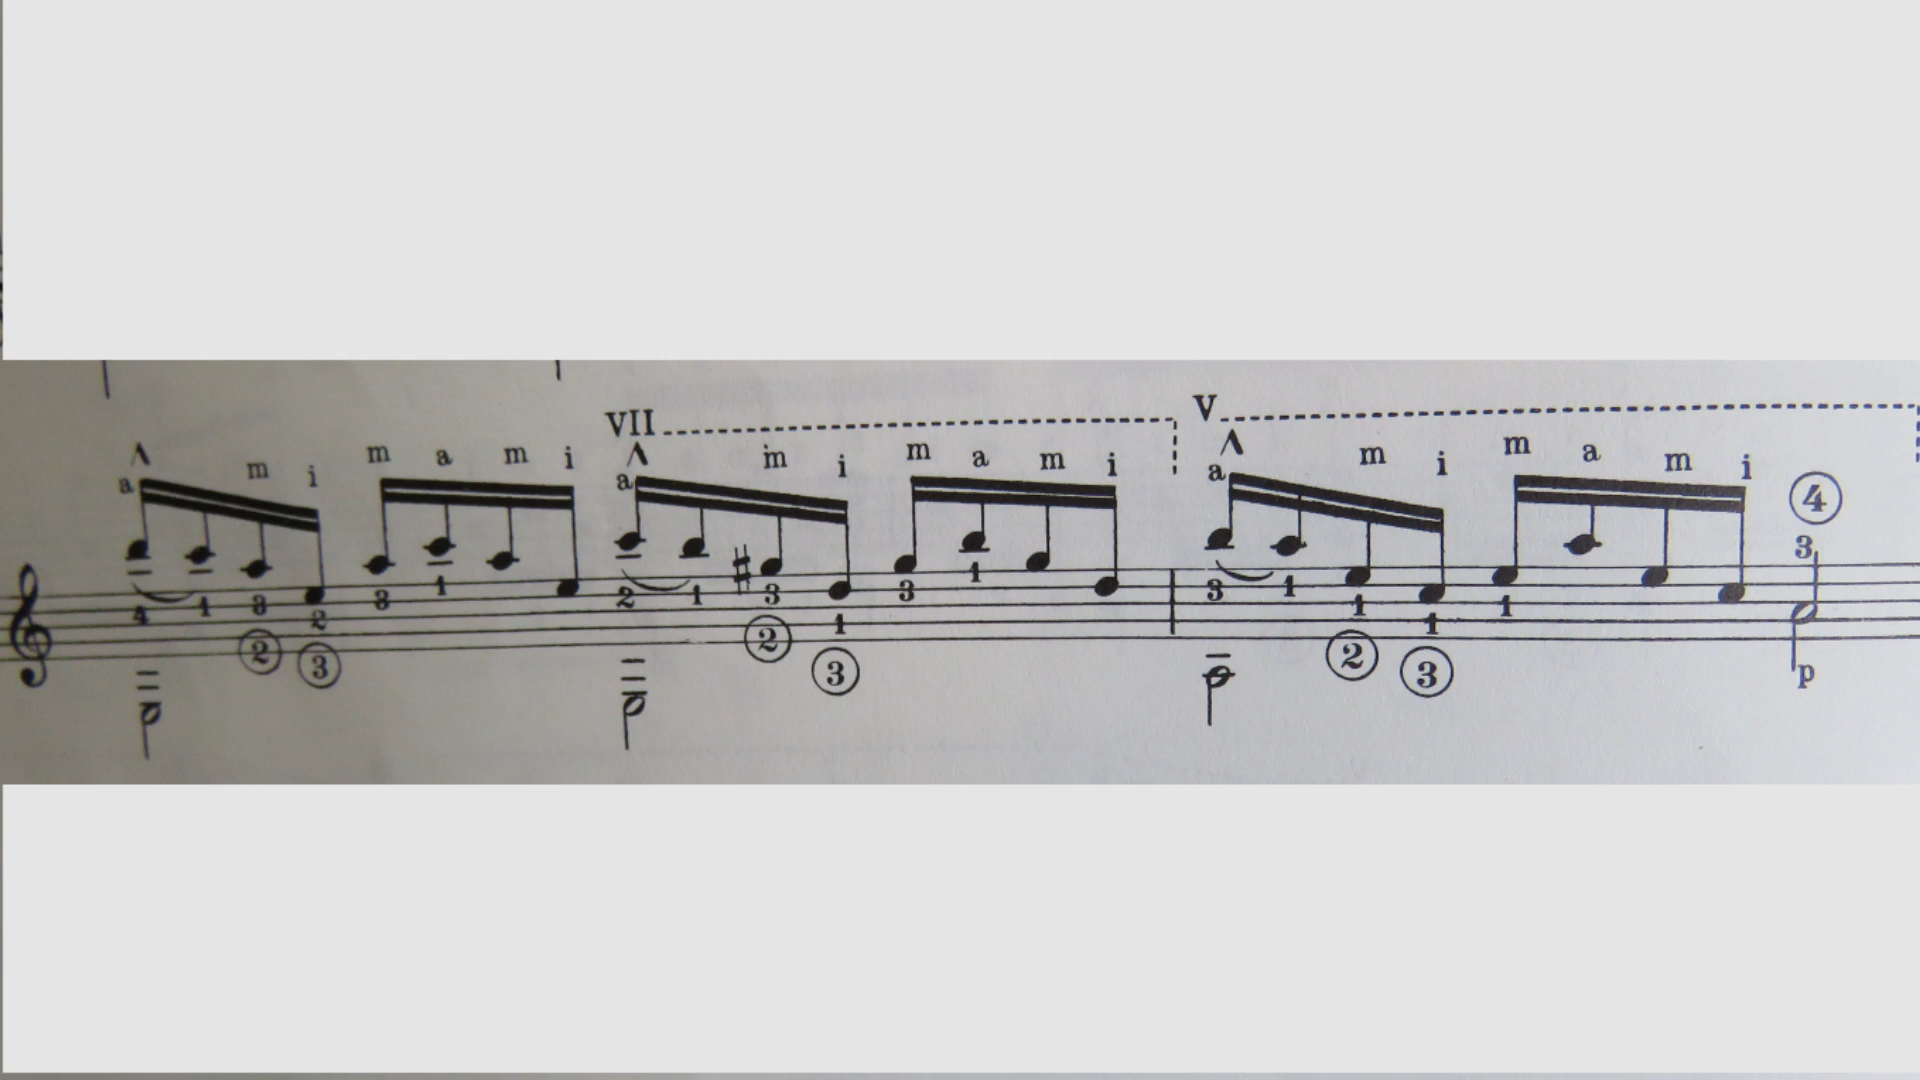 VII V
a m i m a m i a m i m a m i a m i m a m i 4
3
4 1 3 2 3 1 2 1 3 1 3 1 3 1 1 1 1
2 3 2 3 2 3 p